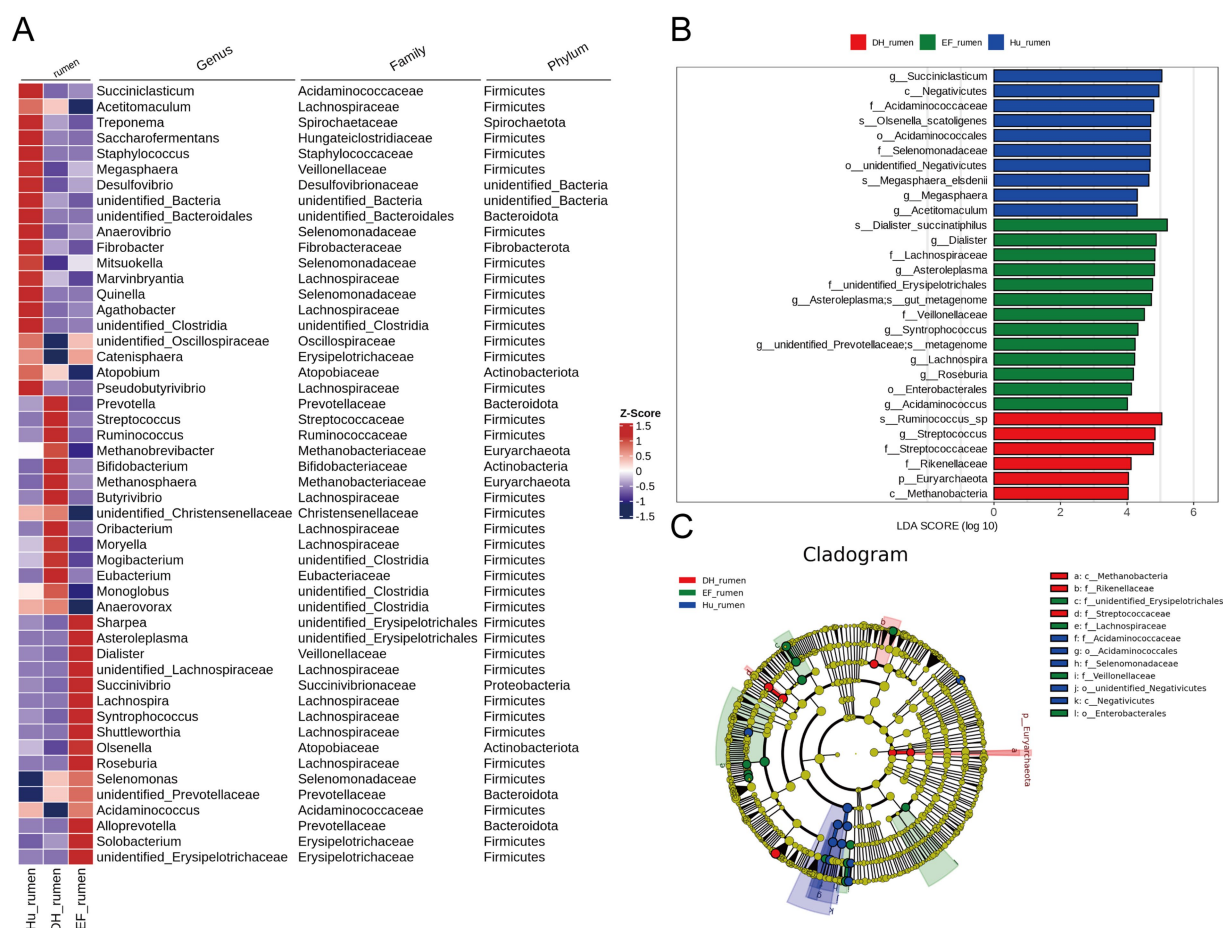 A
rumen
Genus
Family
Phylum
Succiniclasticum Acidaminococcaceae Firmicutes
Acetitomaculum Lachnospiraceae Firmicutes
Treponema Spirochaetaceae Spirochaetota
Saccharofermentans Hungateiclostridiaceae Firmicutes
Staphylococcus Staphylococcaceae Firmicutes
Megasphaera Veillonellaceae Firmicutes
Desulfovibrio Desulfovibrionaceae unidentified_Bacteria
unidentified_Bacteria unidentified_Bacteria unidentified_Bacteria
unidentified_Bacteroidales unidentified_Bacteroidales Bacteroidota
Anaerovibrio Selenomonadaceae Firmicutes
Fibrobacter Fibrobacteraceae Fibrobacterota
Mitsuokella Selenomonadaceae Firmicutes
Marvinbryantia Lachnospiraceae Firmicutes
Quinella Selenomonadaceae Firmicutes
Agathobacter Lachnospiraceae Firmicutes
unidentified_Clostridia unidentified_Clostridia Firmicutes
unidentified_Oscillospiraceae Oscillospiraceae Firmicutes
Catenisphaera Erysipelotrichaceae Firmicutes
Atopobium Atopobiaceae Actinobacteriota
Pseudobutyrivibrio Lachnospiraceae Firmicutes
Prevotella Prevotellaceae Bacteroidota
Streptococcus Streptococcaceae Firmicutes
Ruminococcus Ruminococcaceae Firmicutes
Methanobrevibacter Methanobacteriaceae Euryarchaeota
Bifidobacterium Bifidobacteriaceae Actinobacteria
Methanosphaera Methanobacteriaceae Euryarchaeota
Butyrivibrio Lachnospiraceae Firmicutes
unidentified_Christensenellaceae Christensenellaceae Firmicutes
Oribacterium Lachnospiraceae Firmicutes
Moryella Lachnospiraceae Firmicutes
Mogibacterium unidentified_Clostridia Firmicutes
Eubacterium Eubacteriaceae Firmicutes
Monoglobus unidentified_Clostridia Firmicutes
Anaerovorax unidentified_Clostridia Firmicutes
Sharpea unidentified_Erysipelotrichales Firmicutes
Asteroleplasma unidentified_Erysipelotrichales Firmicutes
Dialister Veillonellaceae Firmicutes
unidentified_Lachnospiraceae Lachnospiraceae Firmicutes
Succinivibrio Succinivibrionaceae Proteobacteria
Lachnospira Lachnospiraceae Firmicutes
Syntrophococcus Lachnospiraceae Firmicutes
Shuttleworthia Lachnospiraceae Firmicutes
Olsenella Atopobiaceae Actinobacteriota
Roseburia Lachnospiraceae Firmicutes
Selenomonas Selenomonadaceae Firmicutes
unidentified_Prevotellaceae Prevotellaceae Bacteroidota
Acidaminococcus Acidaminococcaceae Firmicutes
Alloprevotella Prevotellaceae Bacteroidota
Solobacterium Erysipelotrichaceae Firmicutes
unidentified_Erysipelotrichaceae Erysipelotrichaceae Firmicutes
Hu_rumen
DH_rumen
EF_rumen
Z-Score
1.5
1
0.5
0
-0.5
-1
-1.5
B
DH_rumen EF_rumen Hu_rumen
g__Succiniclasticum
c__Negativicutes
f__Acidaminococcaceae
s__Olsenella_scatoligenes
o__Acidaminococcales
f__Selenomonadaceae
o__unidentified_Negativicutes
s__Megasphaera_elsdenii
g__Megasphaera
g__Acetitomaculum
s__Dialister_succinatiphilus
g__Dialister
f__Lachnospiraceae
g__Asteroleplasma
f__unidentified_Erysipelotrichales
g__Asteroleplasma;s__gut_metagenome
f__Veillonellaceae
g__Syntrophococcus
g__unidentified_Prevotellaceae;s__metagenome
g__Lachnospira
g__Roseburia
o__Enterobacterales
g__Acidaminococcus
s__Ruminococcus_sp
g__Streptococcus
f__Streptococcaceae
f__Rikenellaceae
p__Euryarchaeota
c__Methanobacteria
0 2 4 6
LDA SCORE (log 10)
C
Cladogram
DH_rumen
EF_rumen
Hu_rumen
a: c__Methanobacteria
b: f__Rikenellaceae
c: f__unidentified_Erysipelotrichales
d: f__Streptococcaceae
e: f__Lachnospiraceae
f: f__Acidaminococcaceae
g: o__Acidaminococcales
h: f__Selenomonadaceae
i: f__Veillonellaceae
j: o__unidentified_Negativicutes
k: c__Negativicutes
l: o__Enterobacterales
p__Euryarchaeota
a
b
k